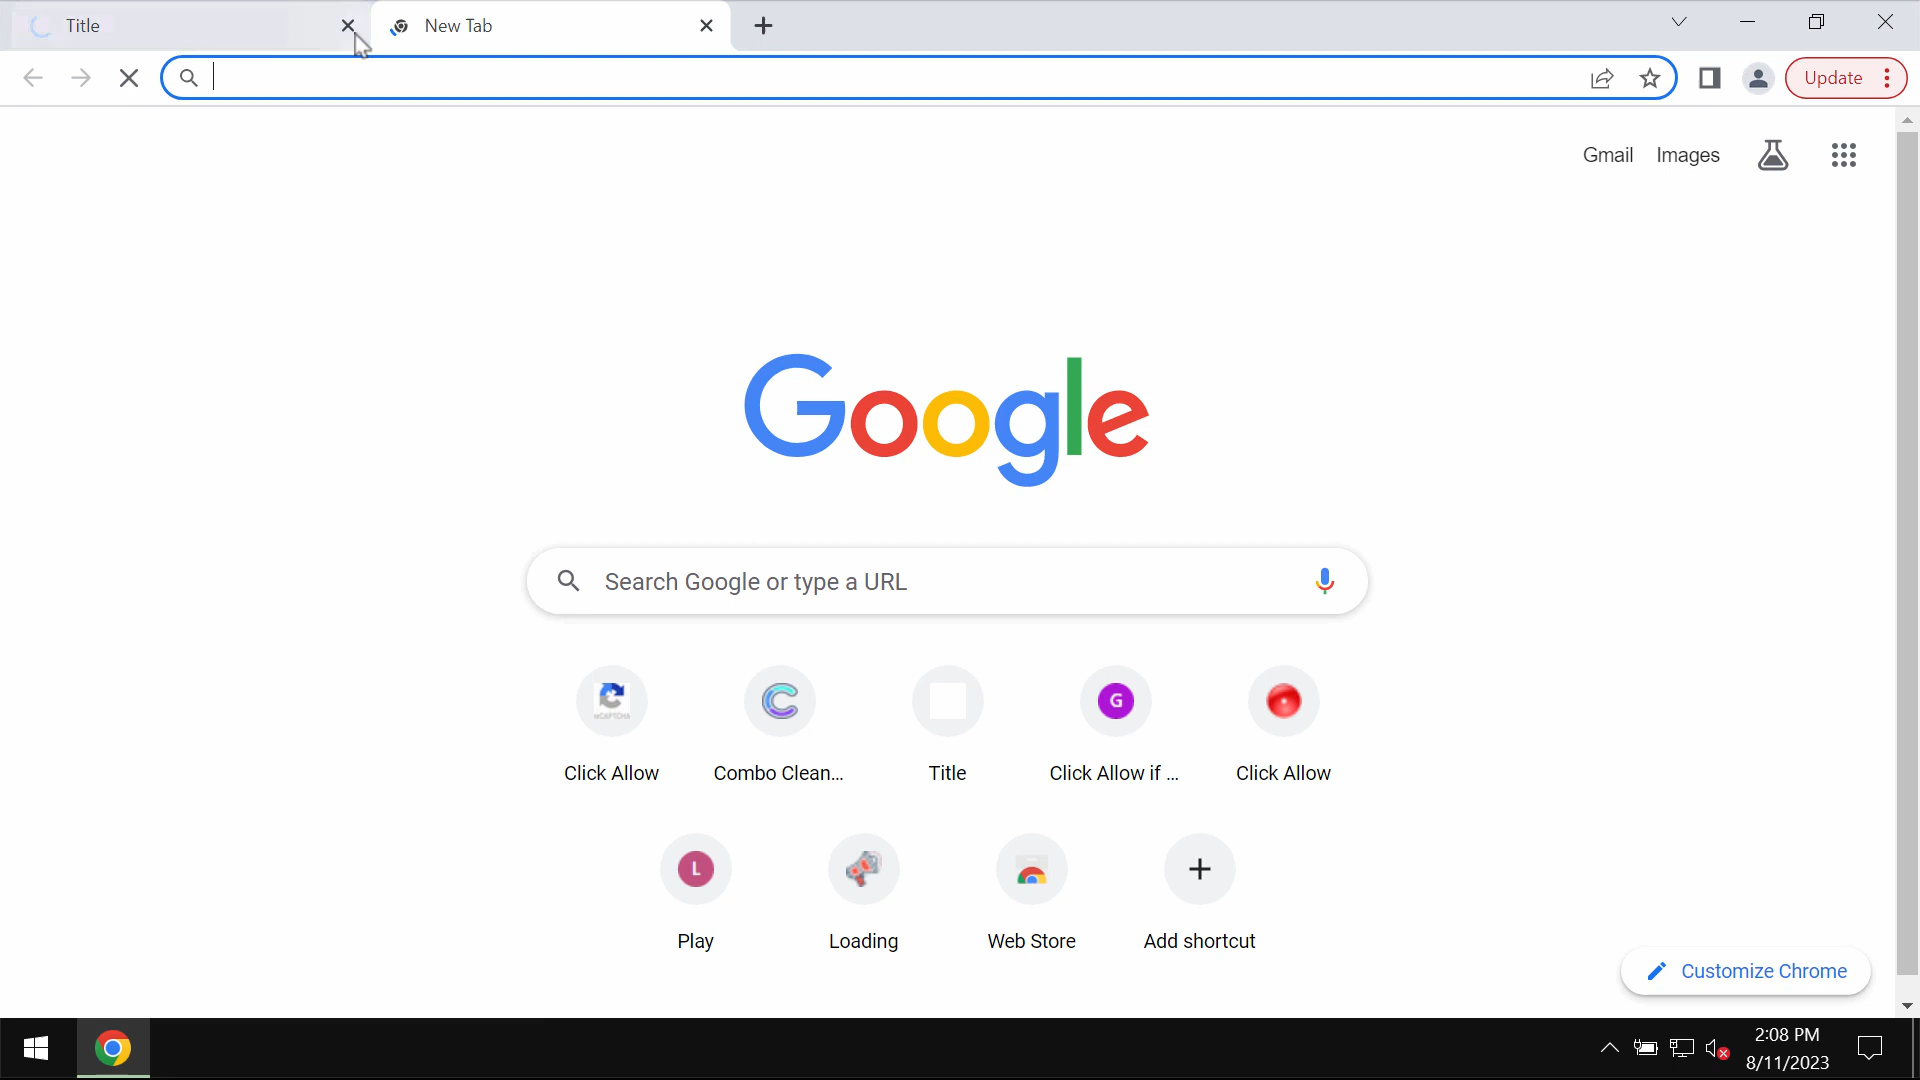 Title
New Tab
Update
Gmail
Images
Google
Search Google or type a URL
reCAPTCHA
G
Click Allow
Combo Clean...
Title
Click Allow if ...
Click Allow
L
Play
Loading
Web Store
Add shortcut
Customize Chrome
2:08 PM
8/11/2023